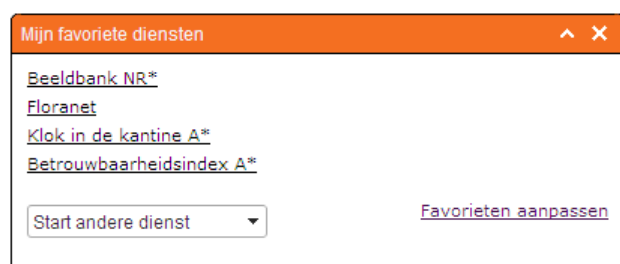 Mijn favoriete diensten
Beeldbank NR*
Floranet
Klok in de kantine A*
Betrouwbaarheidsindex A*
Start andere dienst
Favorieten aanpassen